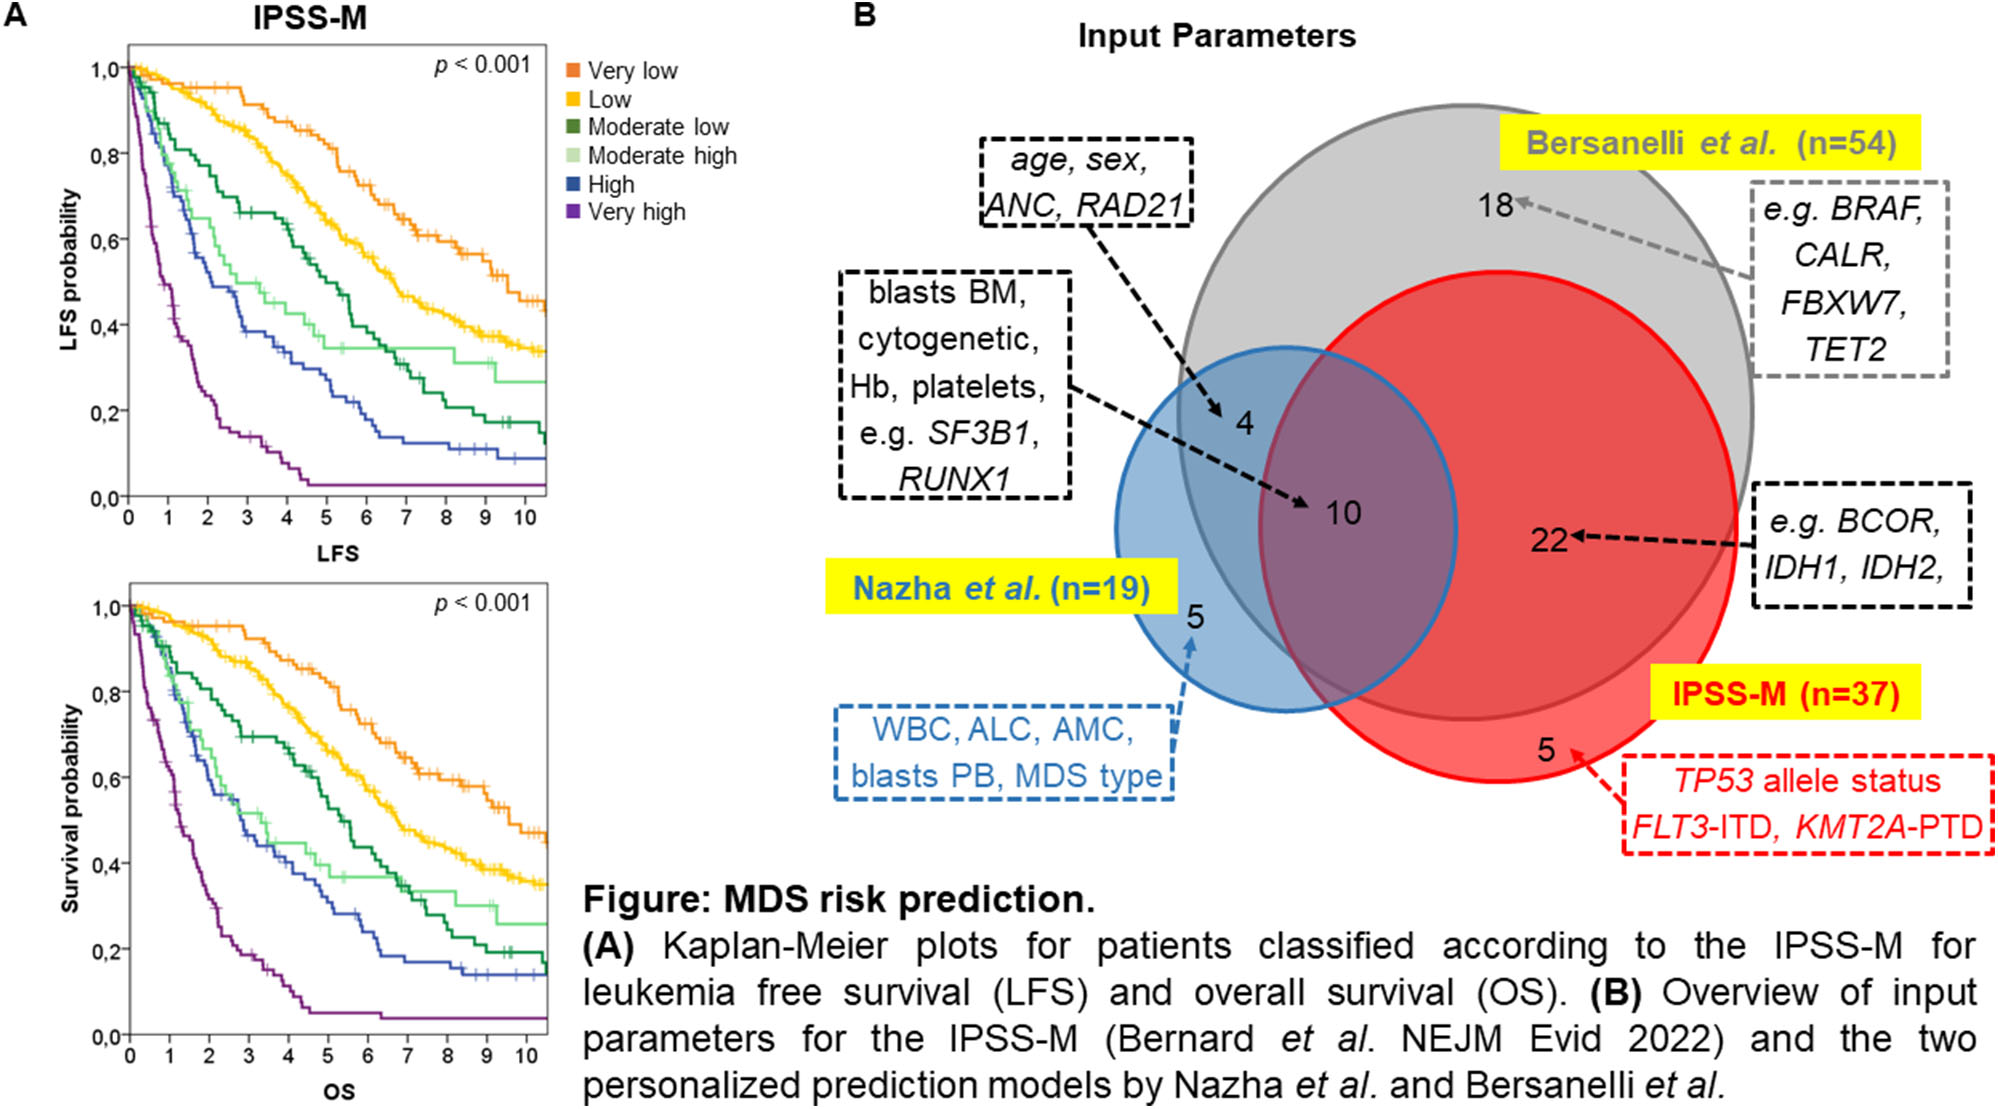 A
IPSS-M
p < 0.001
1,0
0,8
0,6
0,4
0,2
0,0
LFS probability
0 1 2 3 4 5 6 7 8 9 10
LFS
Very low
Low
Moderate low
Moderate high
High
Very high
p < 0.001
1,0
0,8
0,6
0,4
0,2
0,0
Survival probability
0 1 2 3 4 5 6 7 8 9 10
OS
B
Input Parameters
Bersanelli et al. (n=54)
age, sex,
ANC, RAD21
18
e.g. BRAF,
CALR,
FBXW7,
TET2
blasts BM,
cytogenetic,
Hb, platelets,
e.g. SF3B1,
RUNX1
4
10
22
e.g. BCOR,
IDH1, IDH2,
Nazha et al. (n=19)
5
IPSS-M (n=37)
WBC, ALC, AMC,
blasts PB, MDS type
5
TP53 allele status
FLT3-ITD, KMT2A-PTD
Figure: MDS risk prediction.
(A) Kaplan-Meier plots for patients classified according to the IPSS-M for
leukemia free survival (LFS) and overall survival (OS). (B) Overview of input
parameters for the IPSS-M (Bernard et al. NEJM Evid 2022) and the two
personalized prediction models by Nazha et al. and Bersanelli et al.